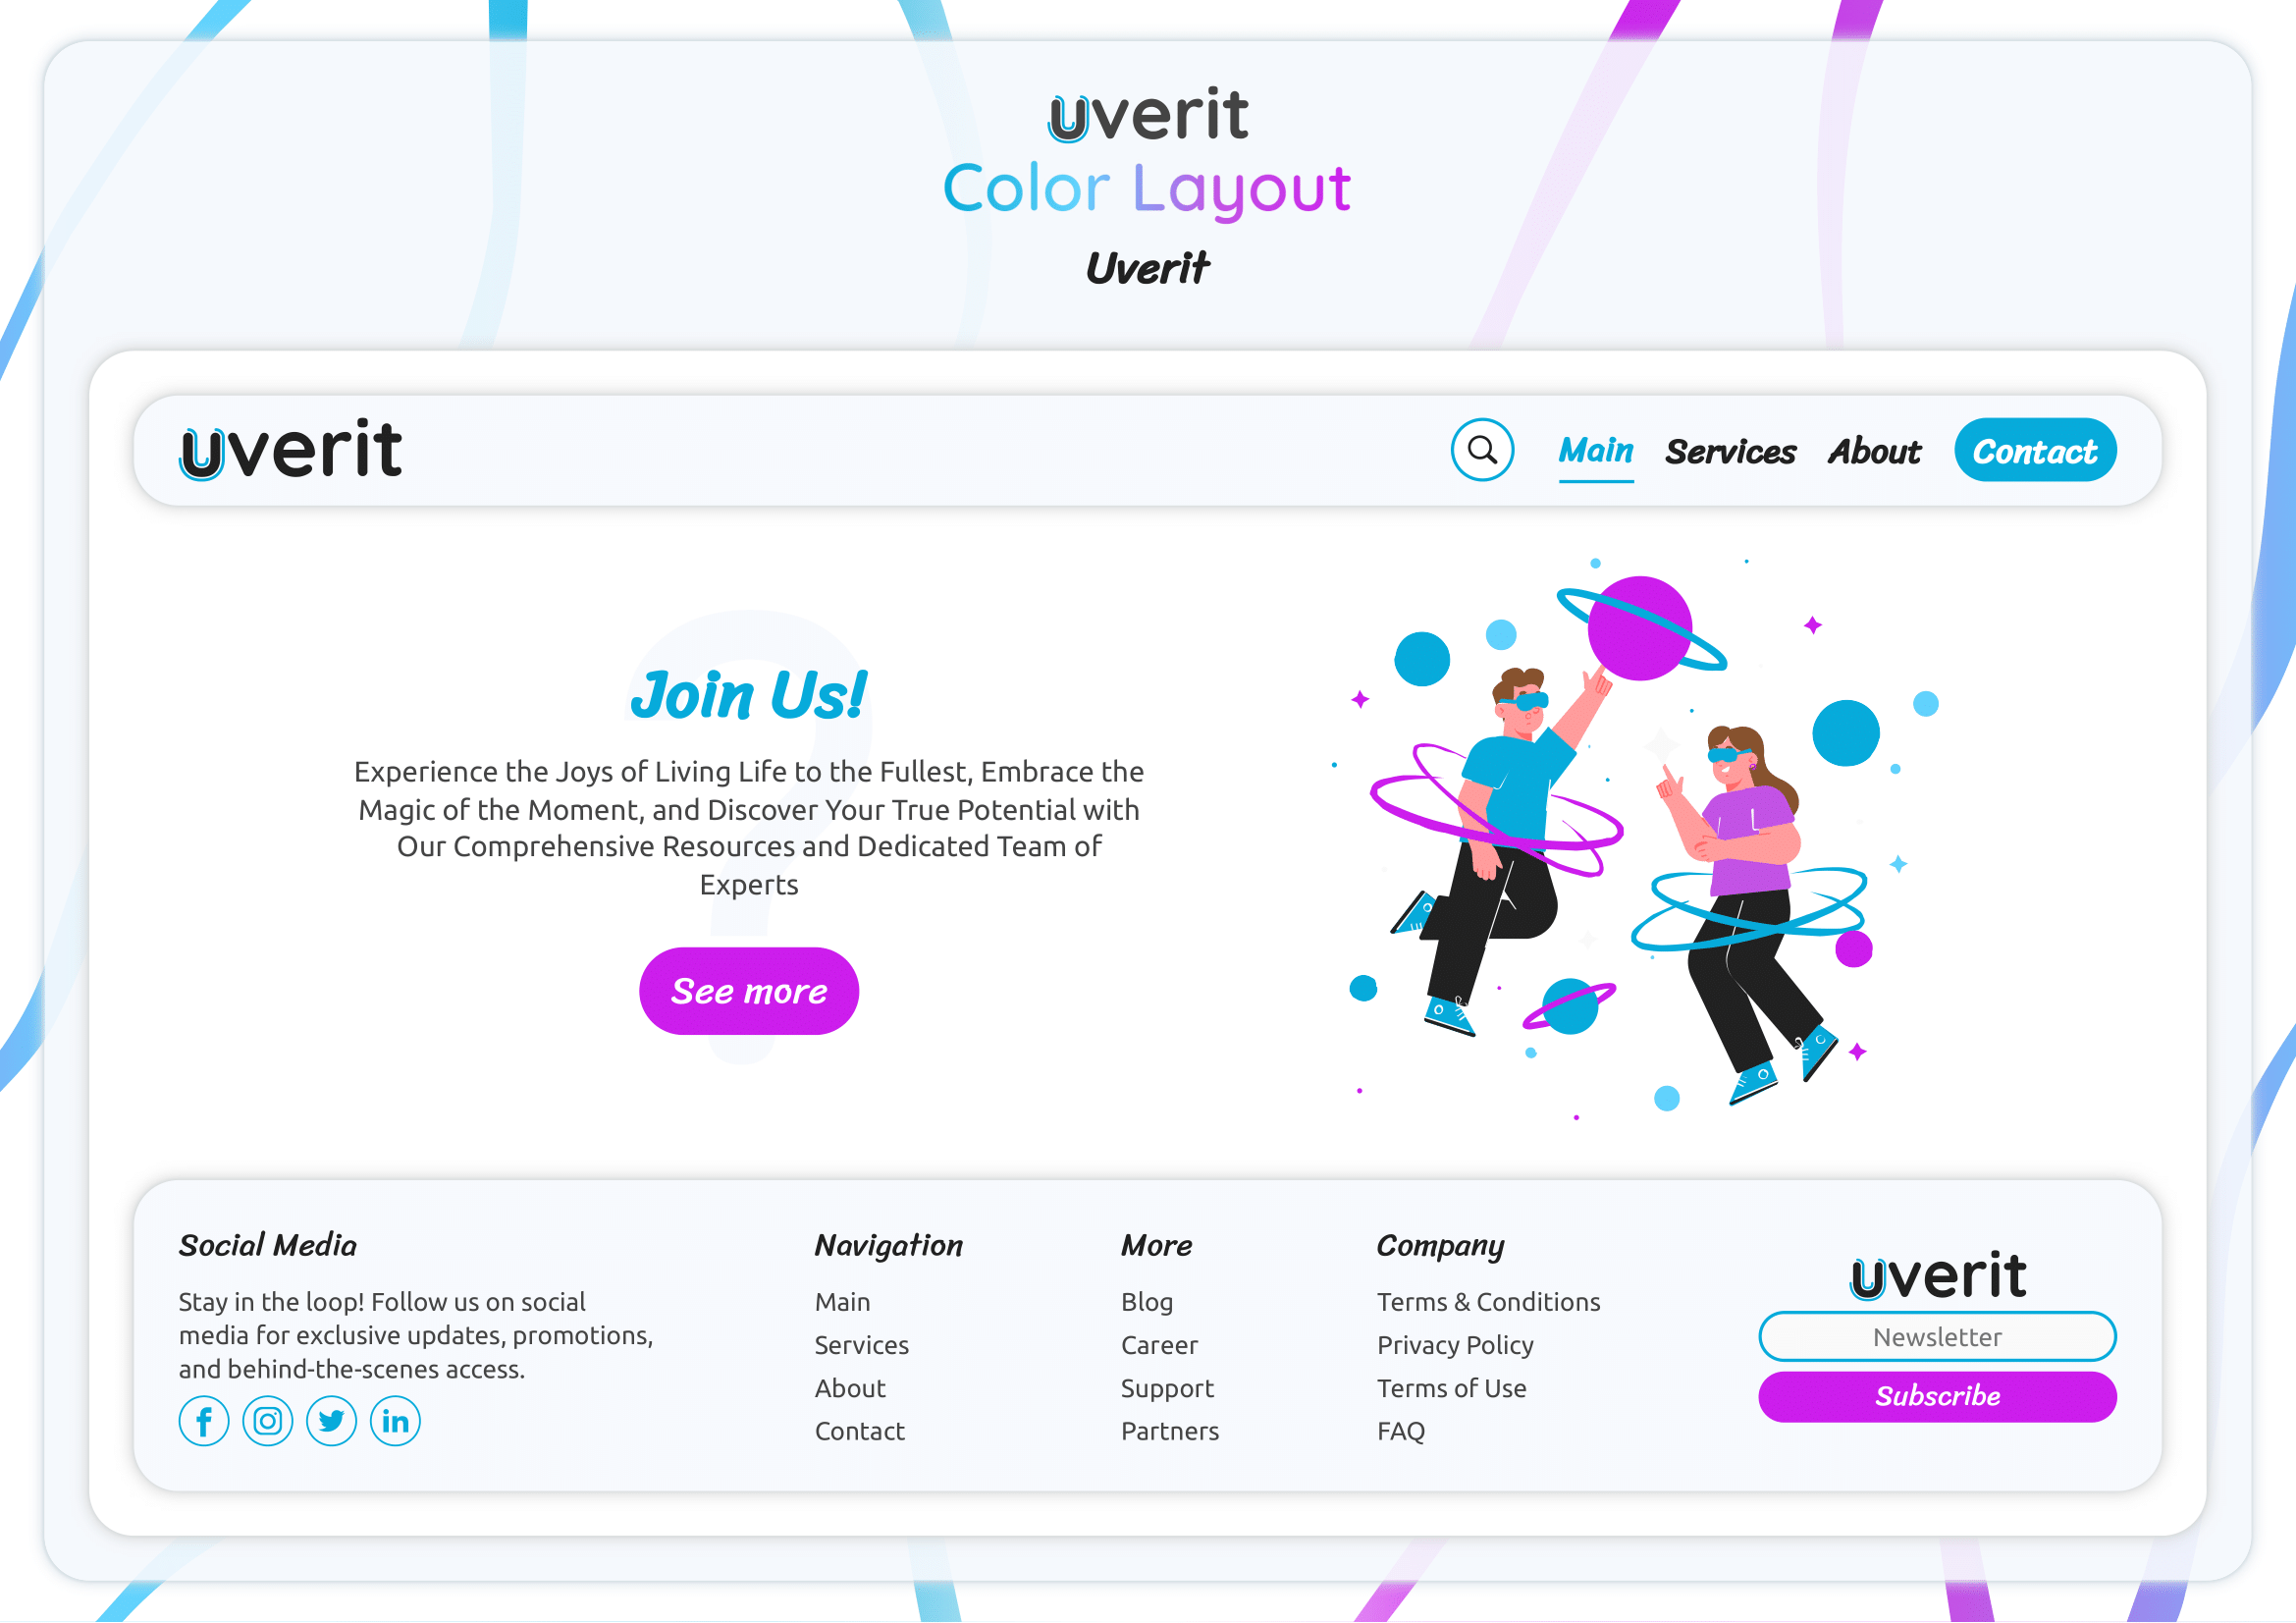 uverit
Color Layout
Uverit
uverit
Main Services About Contact
Join Us!
Experience the Joys of Living Life to the Fullest, Embrace the
Magic of the Moment, and Discover Your True Potential with
Our Comprehensive Resources and Dedicated Team of
Experts
See more
Social Media
Stay in the loop! Follow us on social
media for exclusive updates, promotions,
and behind-the-scenes access.
Navigation
Main
Services
About
Contact
More
Blog
Career
Support
Partners
Company
Terms & Conditions
Privacy Policy
Terms of Use
FAQ
uverit
Newsletter
Subscribe